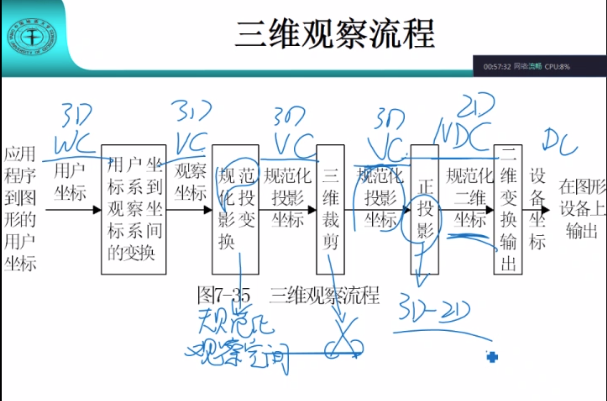 三维观察流程
00:57:32 网络流畅 CPU:8%
3D
WC
3D
VC
3D
VC
3D
VC
2D
NDC
DC
应用
程序
到图
形的
用户
坐标
用户
坐标
用户坐
标系到
观察坐
标系间
的变换
观察
坐标
规范
化投
影变
换
规范化
投影
坐标
三
维
裁
剪
规范化
投影
坐标
正
投
影
规范化
二维
坐标
二
维
变
换
输
出
设
备
坐
标
在图形
设备上
输出
图7-35 三维观察流程
规范化
观察空间
3D-2D